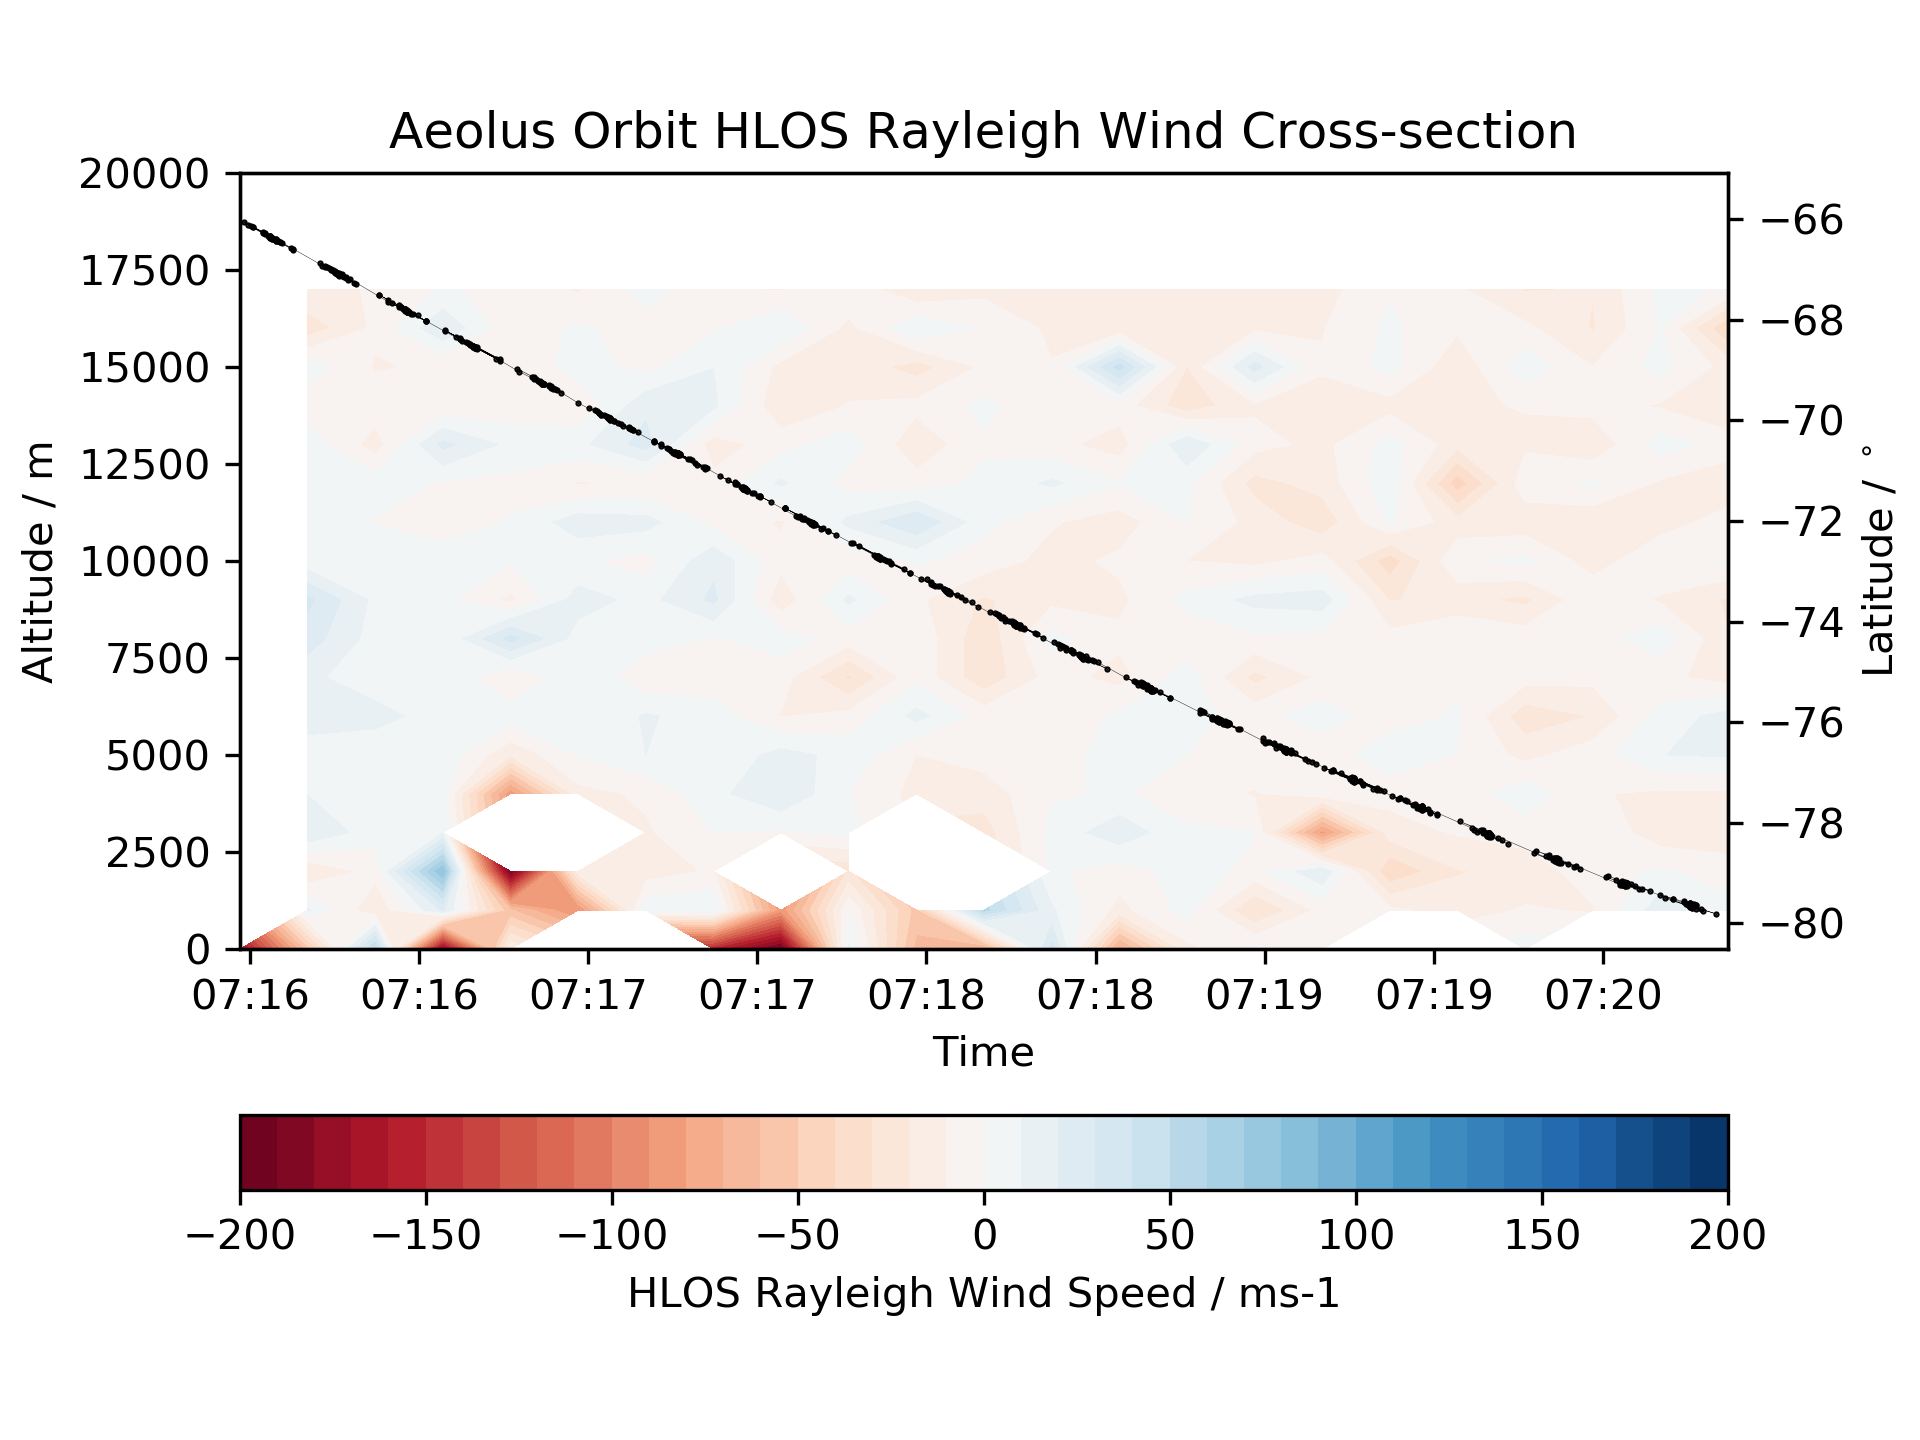 Aeolus Orbit HLOS Rayleigh Wind Cross-section
20000
17500
15000
12500
10000
7500
5000
2500
0
Altitude / m
−66
−68
−70
−72
−74
−76
−78
−80
Latitude / °
07:16 07:16 07:17 07:17 07:18 07:18 07:19 07:19 07:20
Time
−200 −150 −100 −50 0 50 100 150 200
HLOS Rayleigh Wind Speed / ms-1